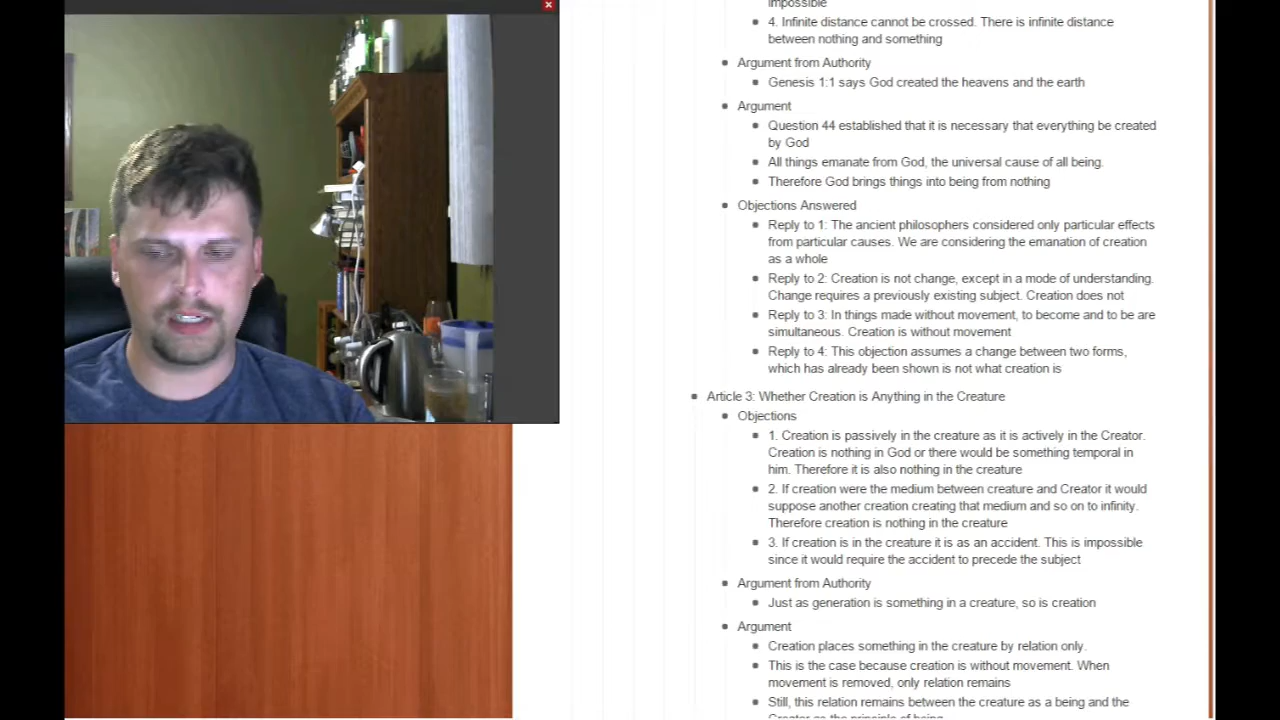 impossible
4. Infinite distance cannot be crossed. There is infinite distance
between nothing and something
Argument from Authority
Genesis 1:1 says God created the heavens and the earth
Argument
Question 44 established that it is necessary that everything be created
by God
All things emanate from God, the universal cause of all being.
Therefore God brings things into being from nothing
Objections Answered
Reply to 1: The ancient philosophers considered only particular effects
from particular causes. We are considering the emanation of creation
as a whole
Reply to 2: Creation is not change, except in a mode of understanding.
Change requires a previously existing subject. Creation does not
Reply to 3: In things made without movement, to become and to be are
simultaneous. Creation is without movement
Reply to 4: This objection assumes a change between two forms,
which has already been shown is not what creation is
Article 3: Whether Creation is Anything in the Creature
Objections
1. Creation is passively in the creature as it is actively in the Creator.
Creation is nothing in God or there would be something temporal in
him. Therefore it is also nothing in the creature
2. If creation were the medium between creature and Creator it would
suppose another creation creating that medium and so on to infinity.
Therefore creation is nothing in the creature
3. If creation is in the creature it is as an accident. This is impossible
since it would require the accident to precede the subject
Argument from Authority
Just as generation is something in a creature, so is creation
Argument
Creation places something in the creature by relation only.
This is the case because creation is without movement. When
movement is removed, only relation remains
Still, this relation remains between the creature as a being and the
Creator as the principle of being